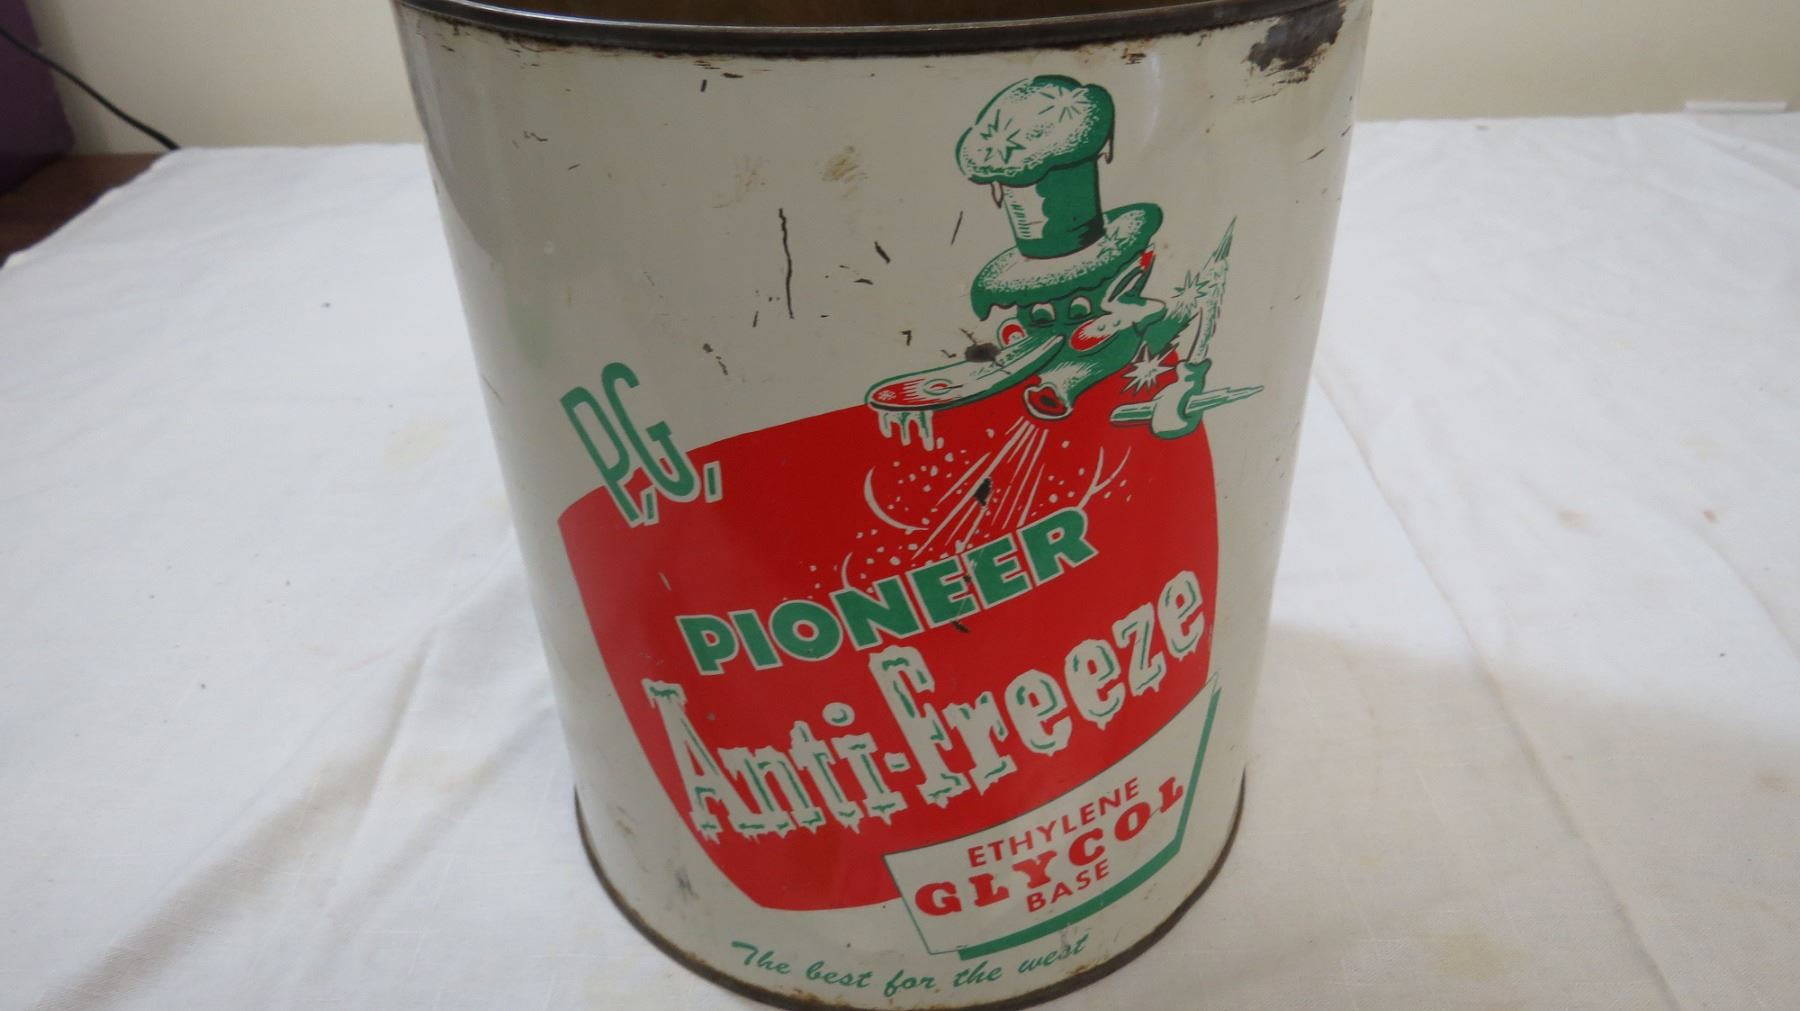 P.G.
PIONEER
Anti-freeze
ETHYLENE
GLYCOL
BASE
The best for the west